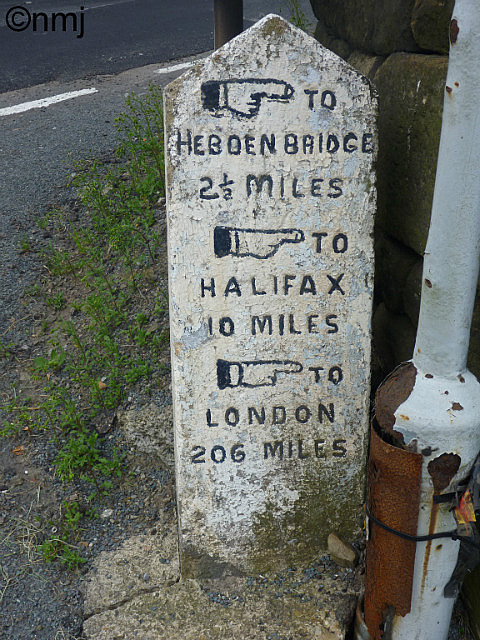 ©nmj
TO
HEBDEN BRIDGE
2½ MILES
TO
HALIFAX
10 MILES
TO
LONDON
206 MILES